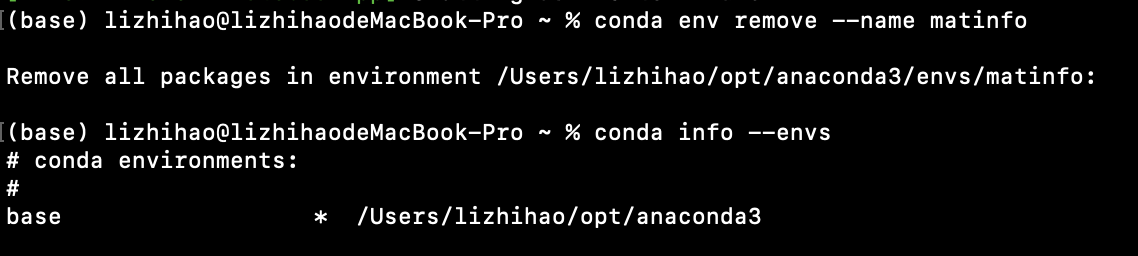 (base) lizhihao@lizhihaodeMacBook-Pro ~ % conda env remove --name matinfo
Remove all packages in environment /Users/lizhihao/opt/anaconda3/envs/matinfo:
(base) lizhihao@lizhihaodeMacBook-Pro ~ % conda info --envs
# conda environments:
#
base                  *  /Users/lizhihao/opt/anaconda3